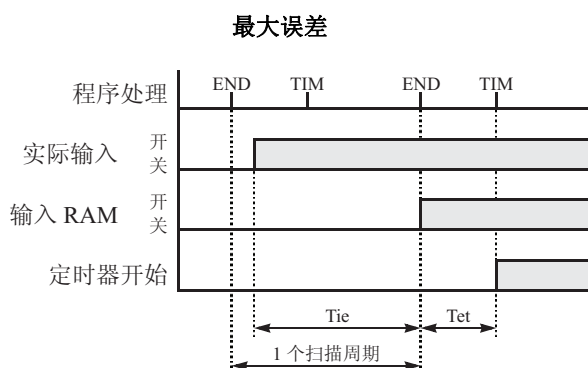 最大误差
程序处理 END TIM END TIM
实际输入 开
关
输入 RAM 开
关
定时器开始
Tie Tet
1 个扫描周期